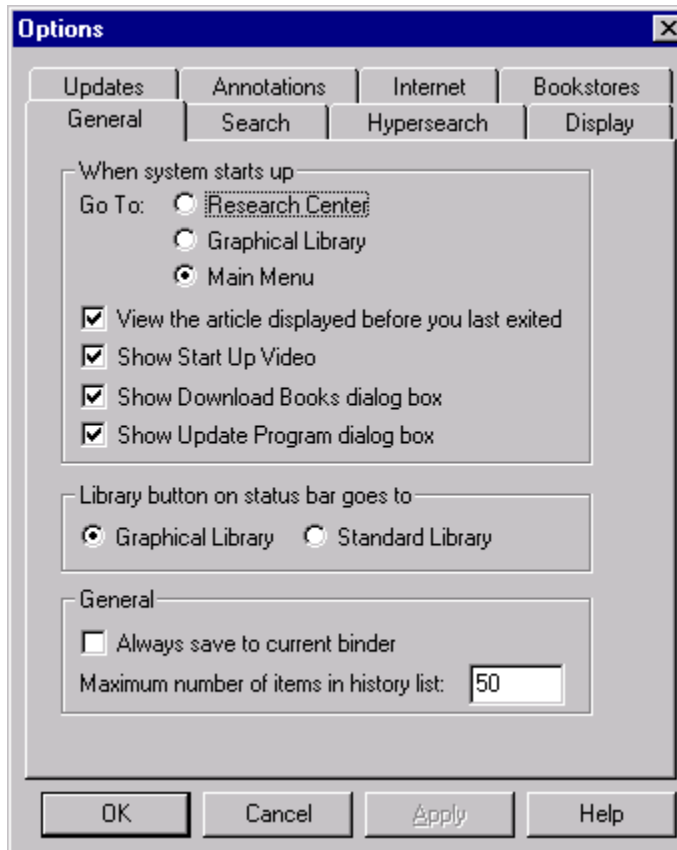 Options
Updates Annotations Internet Bookstores
General Search Hypersearch Display
When system starts up
Go To: Research Center
Graphical Library
Main Menu
View the article displayed before you last exited
Show Start Up Video
Show Download Books dialog box
Show Update Program dialog box
Library button on status bar goes to
Graphical Library Standard Library
General
Always save to current binder
Maximum number of items in history list: 50
OK Cancel Apply Help